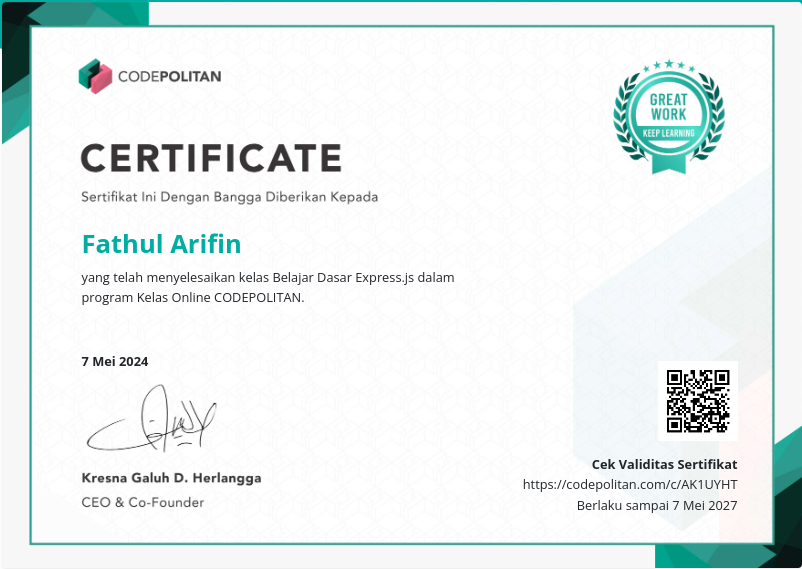 CODEPOLITAN
GREAT
WORK
KEEP LEARNING
CERTIFICATE
Sertifikat Ini Dengan Bangga Diberikan Kepada
Fathul Arifin
yang telah menyelesaikan kelas Belajar Dasar Express.js dalam
program Kelas Online CODEPOLITAN.
7 Mei 2024
Kresna Galuh D. Herlangga
CEO & Co-Founder
Cek Validitas Sertifikat
https://codepolitan.com/c/AK1UYHT
Berlaku sampai 7 Mei 2027